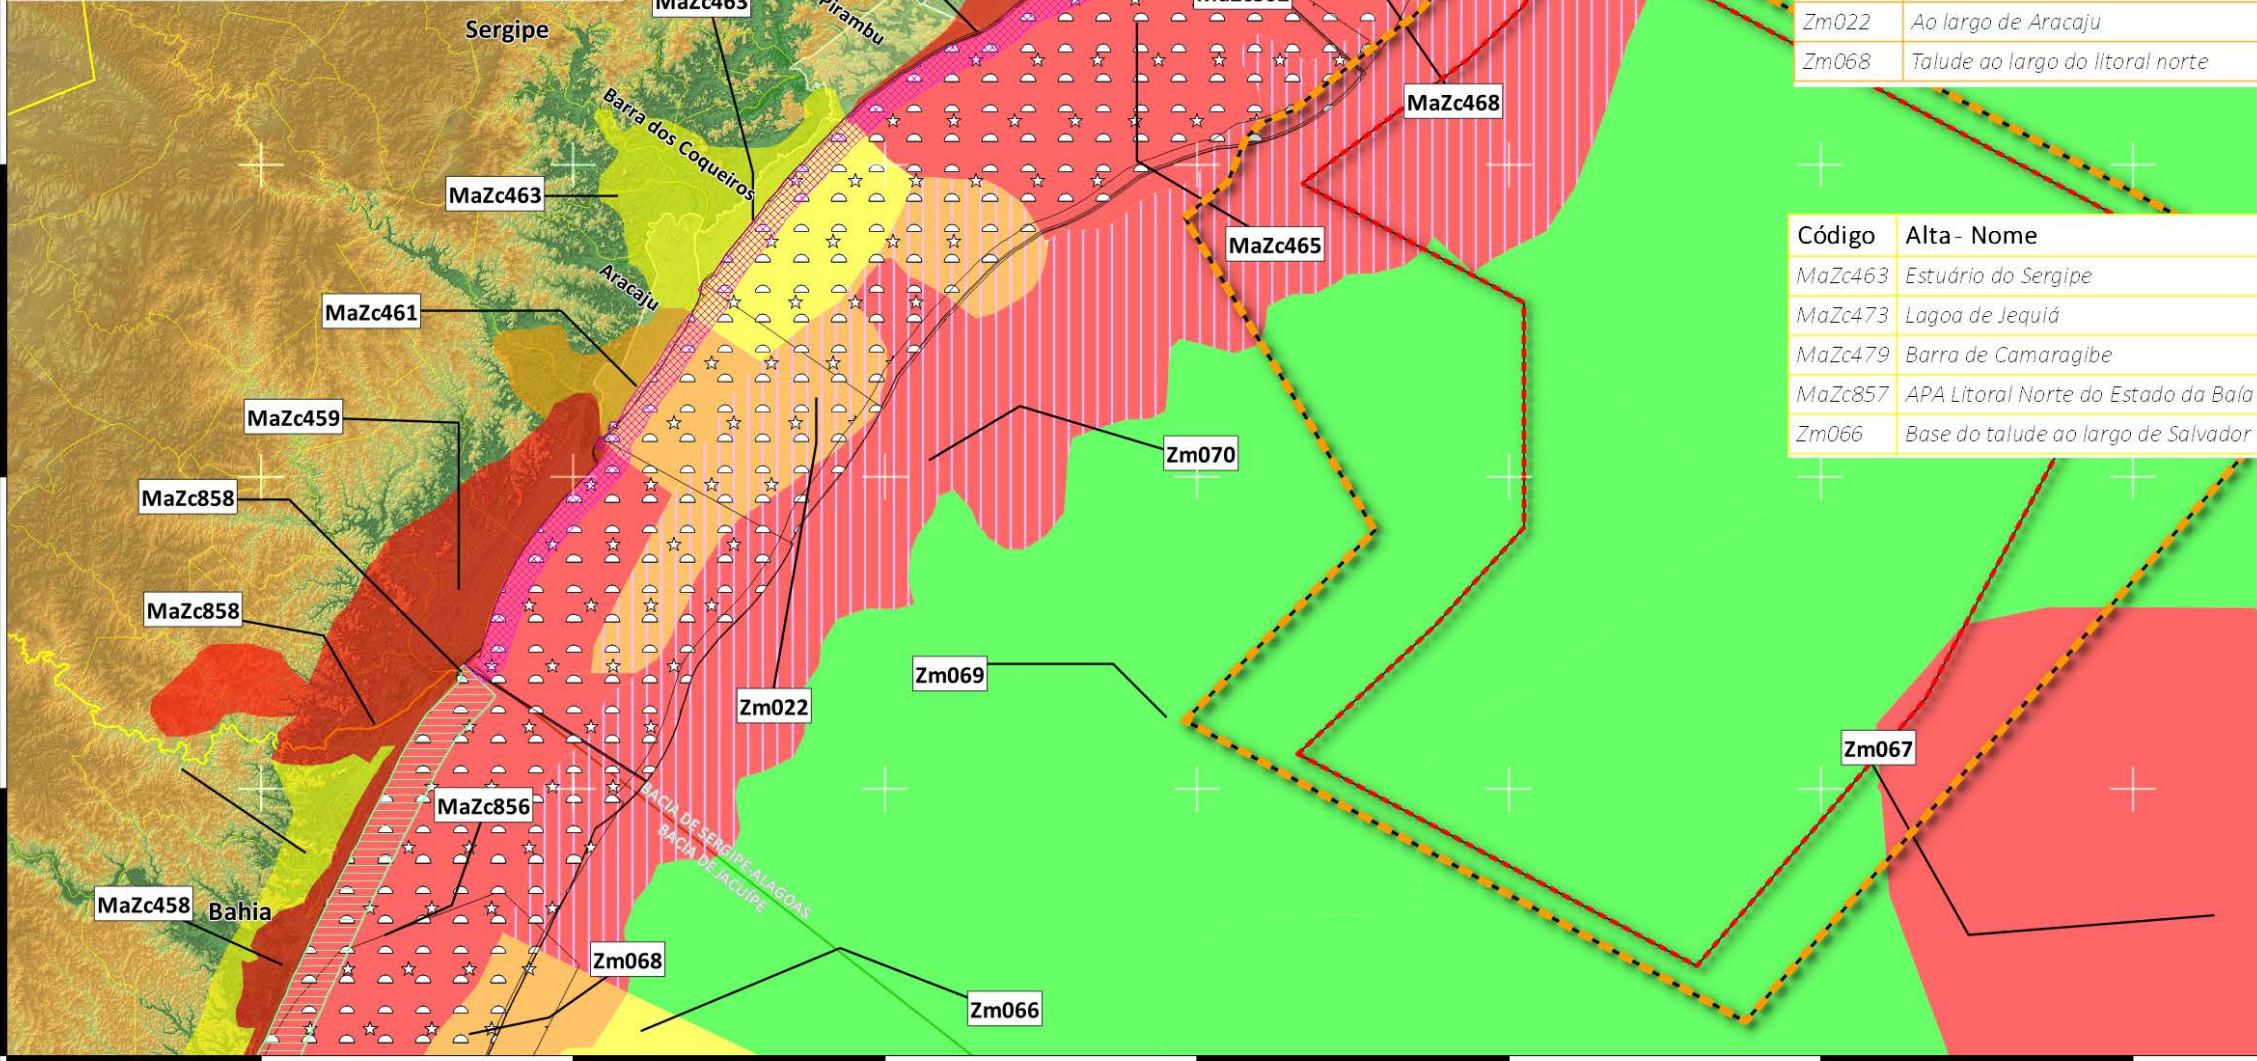 MaZc463
Sergipe
Pirambu
Zm022 Ao largo de Aracaju
Zm068 Talude ao largo do litoral norte
MaZc468
Barra dos Coqueiros
MaZc463
MaZc465
Código Alta- Nome
MaZc463 Estuário do Sergipe
MaZc473 Lagoa de Jequiá
MaZc479 Barra de Camaragibe
MaZc857 APA Litoral Norte do Estado da Baía
Zm066 Base do talude ao largo de Salvador
Aracaju
MaZc461
MaZc459
Zm070
MaZc858
MaZc858
Zm069
Zm022
Zm067
MaZc856
BACIA DE SERGIPE-ALAGOAS
BACIA DE JACUÍPE
MaZc458
Bahia
Zm068
Zm066